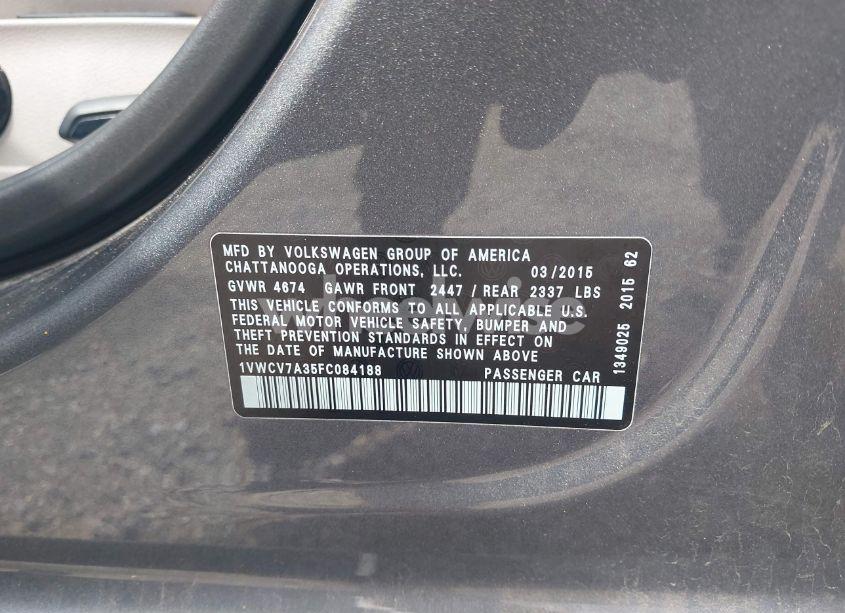 MFD BY VOLKSWAGEN GROUP OF AMERICA
CHATTANOOGA OPERATIONS, LLC. 03/2015
GVWR 4674 GAWR FRONT 2447 / REAR 2337 LBS
THIS VEHICLE CONFORMS TO ALL APPLICABLE U.S.
FEDERAL MOTOR VEHICLE SAFETY, BUMPER AND
THEFT PREVENTION STANDARDS IN EFFECT ON
THE DATE OF MANUFACTURE SHOWN ABOVE
1VWCV7A35FC084188 PASSENGER CAR
1349025 2015 62